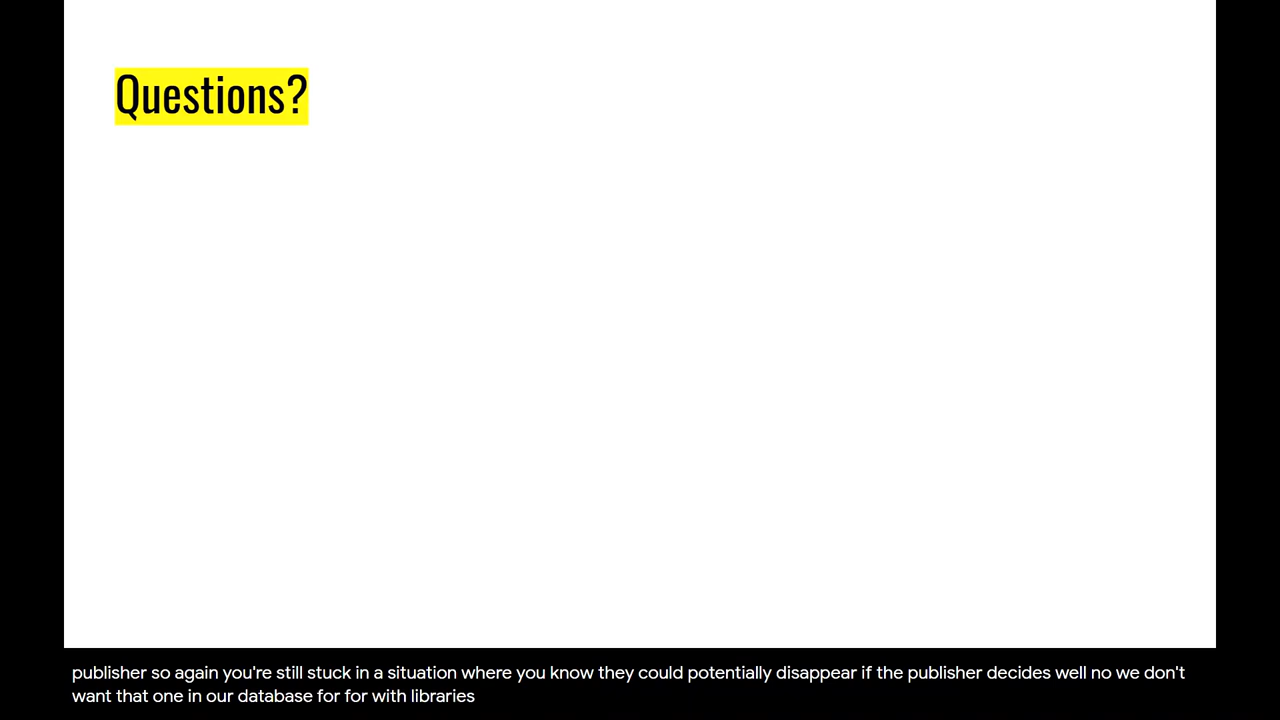 Questions?
publisher so again you're still stuck in a situation where you know they could potentially disappear if the publisher decides well no we don't
want that one in our database for for with libraries